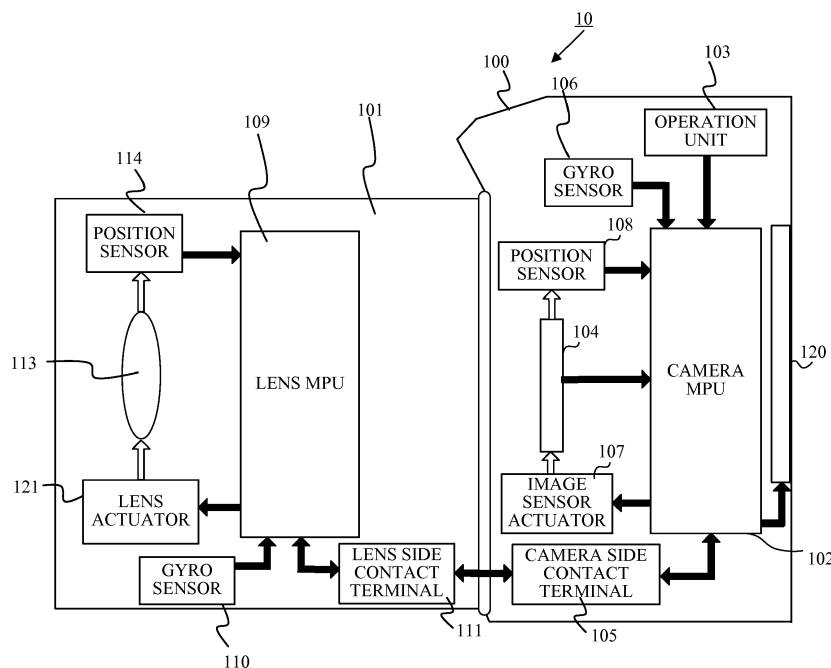 10
100
103
106
OPERATION
UNIT
109
101
114
GYRO
SENSOR
POSITION
SENSOR
108
POSITION
SENSOR
104
113
LENS MPU
CAMERA
MPU
120
107
121
LENS
ACTUATOR
IMAGE
SENSOR
ACTUATOR
102
GYRO
SENSOR
LENS SIDE
CONTACT
TERMINAL
CAMERA SIDE
CONTACT
TERMINAL
110
111
105